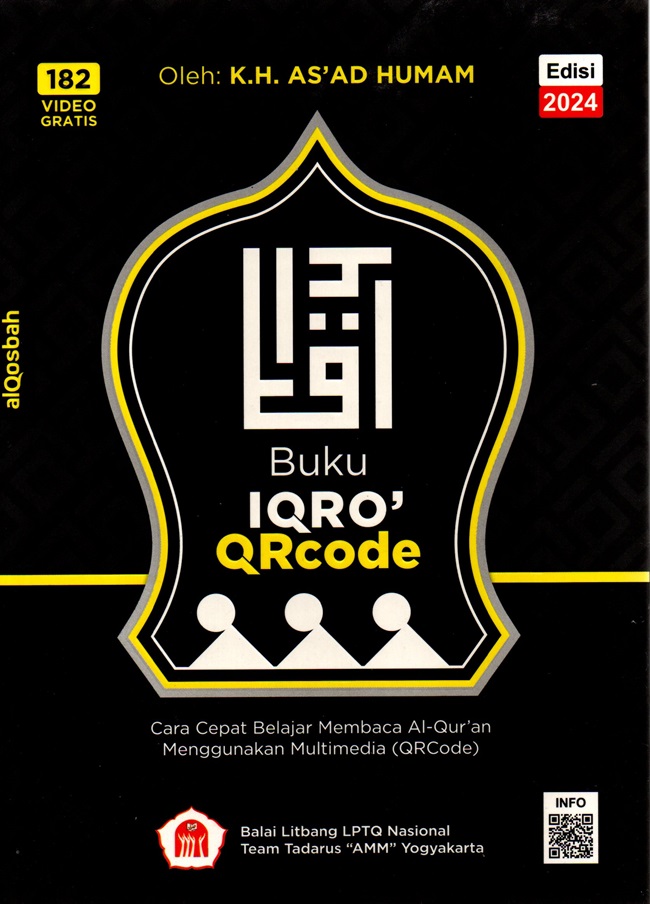 182
VIDEO
GRATIS
Oleh: K.H. AS'AD HUMAM
Edisi
2024
alQosbah
اقرأ
Buku
IQRO'
QRcode
Cara Cepat Belajar Membaca Al-Qur'an
Menggunakan Multimedia (QRCode)
Balai Litbang LPTQ Nasional
Team Tadarus "AMM" Yogyakarta
INFO